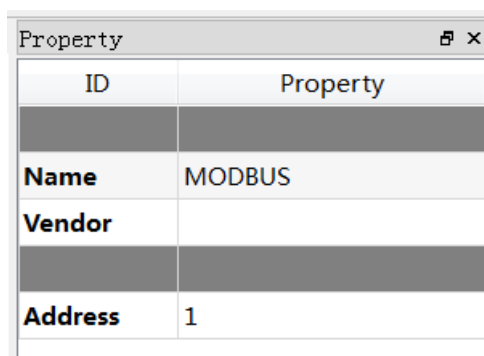 Property
ID Property
Name MODBUS
Vendor
Address 1